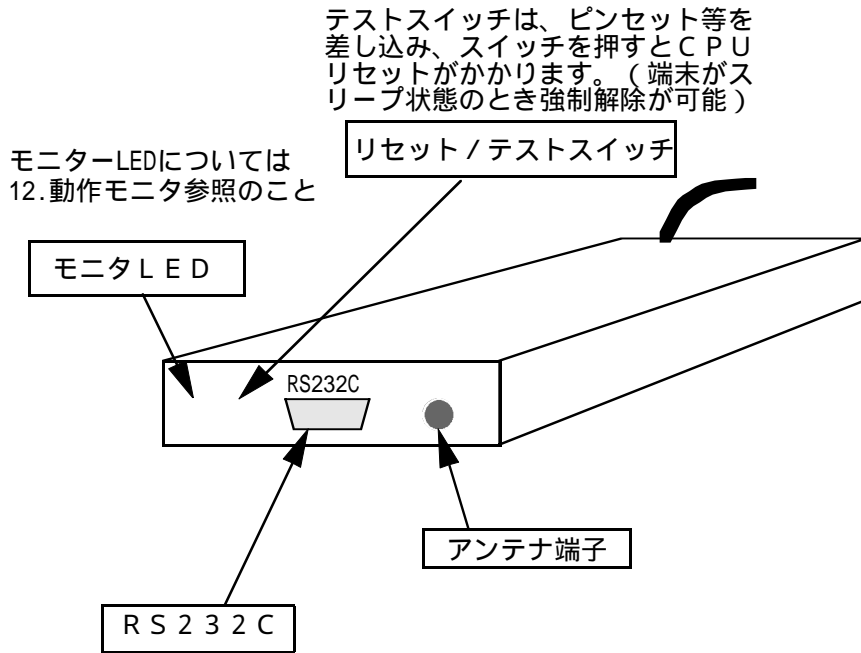 テストスイッチは、ピンセット等を
差し込み、スイッチを押すとＣＰＵ
リセットがかかります。（端末がス
リープ状態のとき強制解除が可能）
リセット／テストスイッチ
モニターLEDについては
12.動作モニタ参照のこと
モニタＬＥＤ
RS232C
アンテナ端子
ＲＳ２３２Ｃ